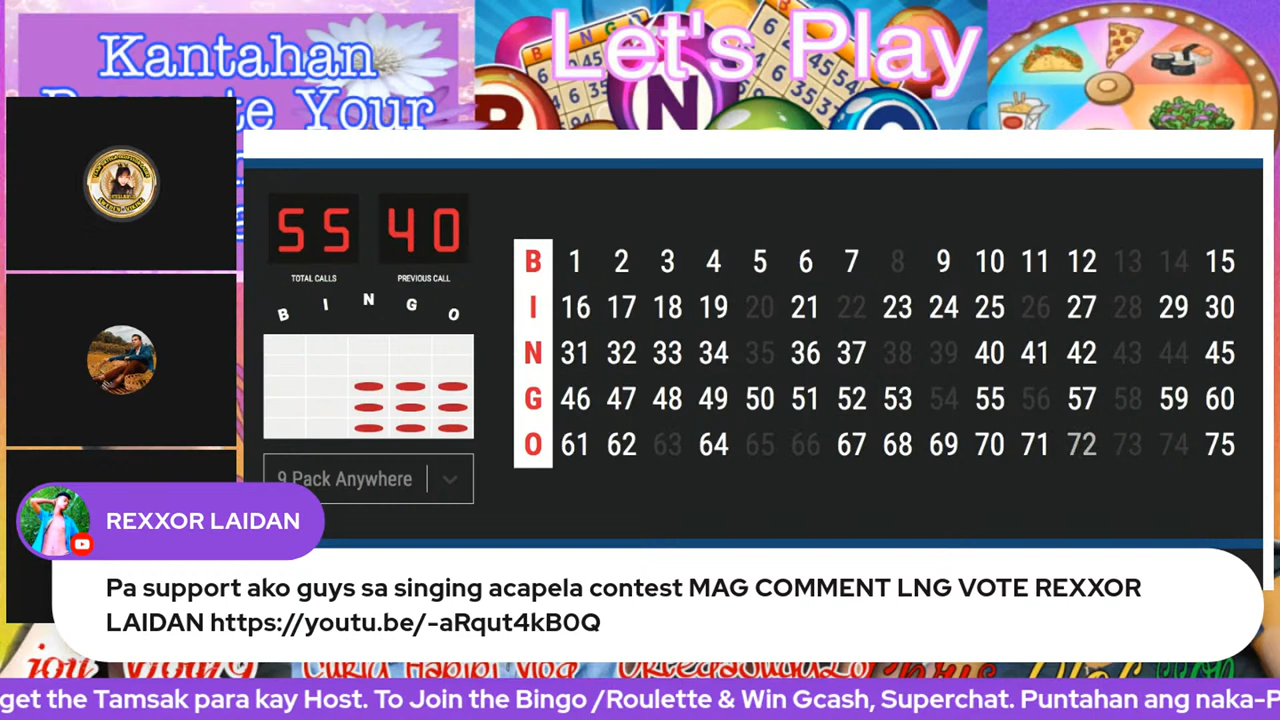 Kantahan
Let's Play
te Your
55 40
TOTAL CALLS PREVIOUS CALL
B I N G O
9 Pack Anywhere
B 1 2 3 4 5 6 7 8 9 10 11 12 13 14 15
I 16 17 18 19 20 21 22 23 24 25 26 27 28 29 30
N 31 32 33 34 35 36 37 38 39 40 41 42 43 44 45
G 46 47 48 49 50 51 52 53 54 55 56 57 58 59 60
O 61 62 63 64 65 66 67 68 69 70 71 72 73 74 75
REXXOR LAIDAN
Pa support ako guys sa singing acapela contest MAG COMMENT LNG VOTE REXXOR
LAIDAN https://youtu.be/-aRqut4kB0Q
get the Tamsak para kay Host. To Join the Bingo /Roulette & Win Gcash, Superchat. Puntahan ang naka-P